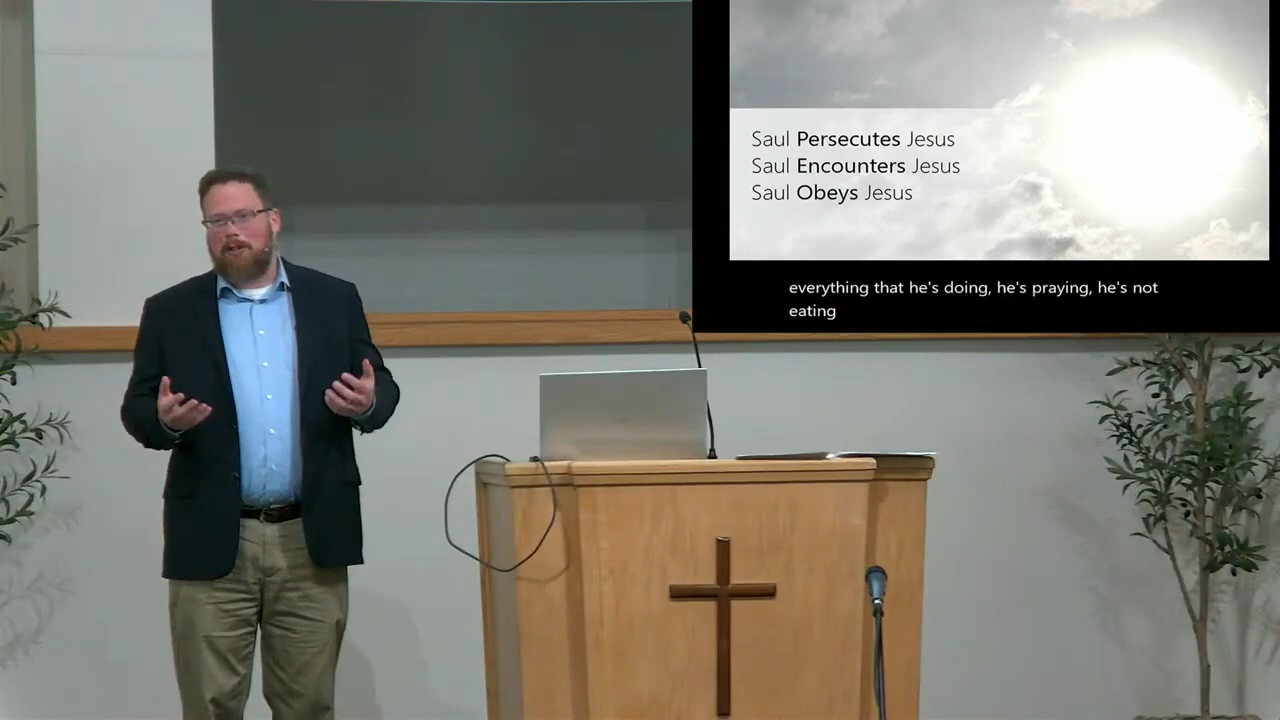 Saul Persecutes Jesus
Saul Encounters Jesus
Saul Obeys Jesus
everything that he's doing, he's praying, he's not
eating